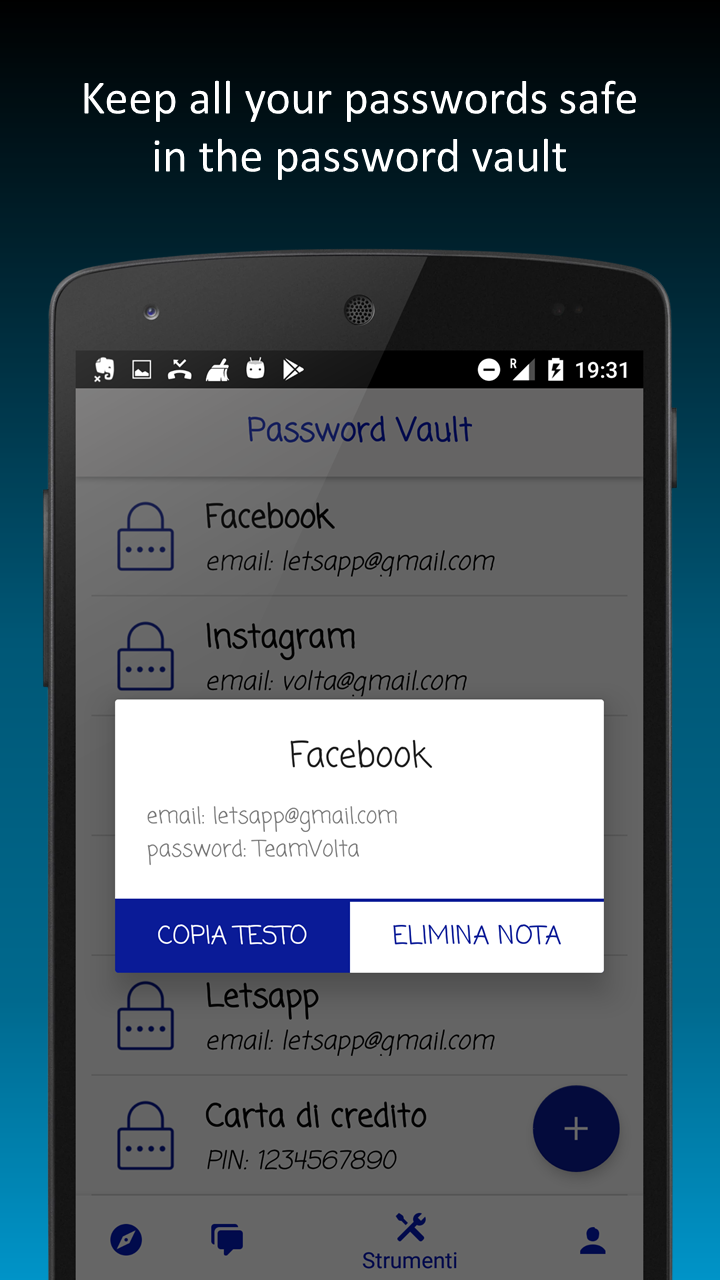 Keep all your passwords safe
in the password vault
R
19:31
Password Vault
Facebook
email: letsapp@gmail.com
Instagram
email: volta@gmail.com
Facebook
email: letsapp@gmail.com
password: TeamVolta
COPIA TESTO
ELIMINA NOTA
Letsapp
email: letsapp@gmail.com
Carta di credito
PIN: 1234567890
+
Strumenti